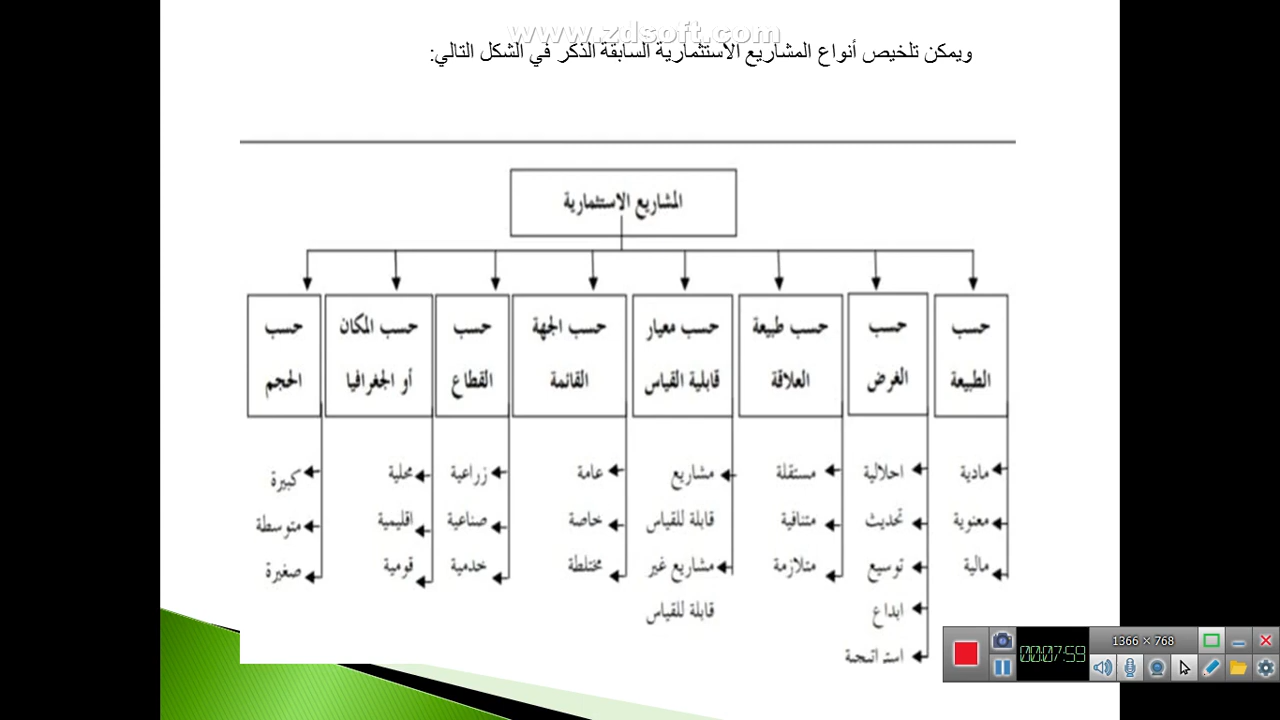 www.zdsoft.com
ويمكن تلخيص أنواع المشاريع الاستثمارية السابقة الذكر في الشكل التالي:
المشاريع الاستثمارية
حسب
الطبيعة
حسب
الغرض
حسب طبيعة
العلاقة
حسب معيار
قابلية القياس
حسب الجهة
القائمة
حسب
القطاع
حسب المكان
أو الجغرافيا
حسب
الحجم
مادية
معنوية
مالية
احلالية
تحديث
توسيع
ابداع
استراتيجية
مستقلة
متنافية
متلازمة
مشاريع
قابلة للقياس
مشاريع غير
قابلة للقياس
عامة
خاصة
مختلطة
زراعية
صناعية
خدمية
محلية
اقليمية
قومية
كبيرة
متوسطة
صغيرة
1366 × 768
00:07:59